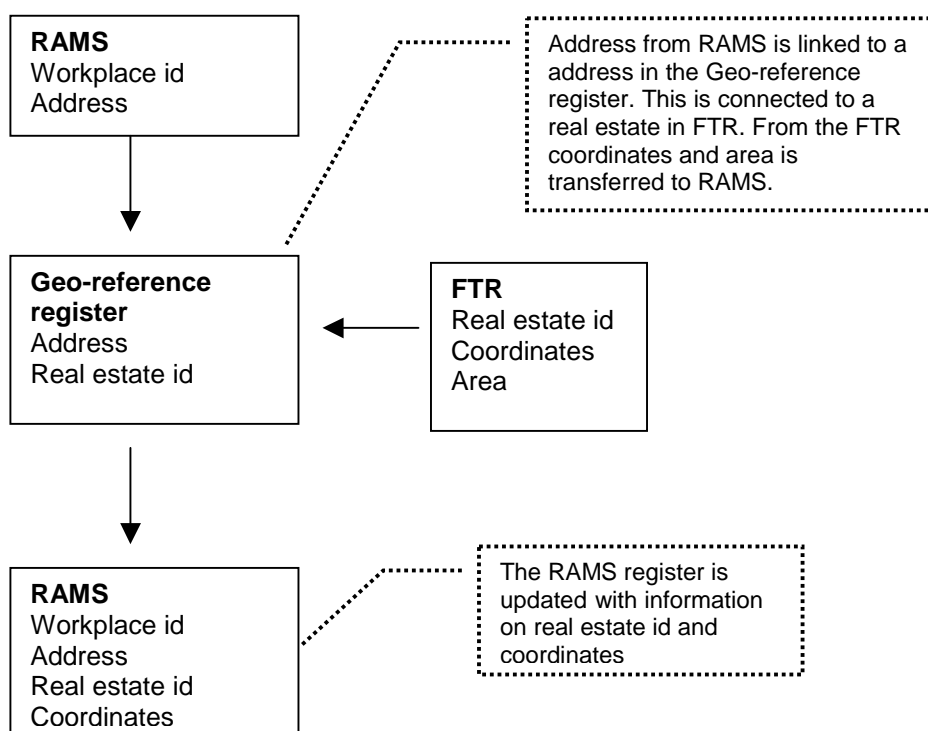 RAMS
Workplace id
Address
Address from RAMS is linked to a
address in the Geo-reference
register. This is connected to a
real estate in FTR. From the FTR
coordinates and area is
transferred to RAMS.
Geo-reference
register
Address
Real estate id
FTR
Real estate id
Coordinates
Area
RAMS
Workplace id
Address
Real estate id
Coordinates
The RAMS register is
updated with information
on real estate id and
coordinates